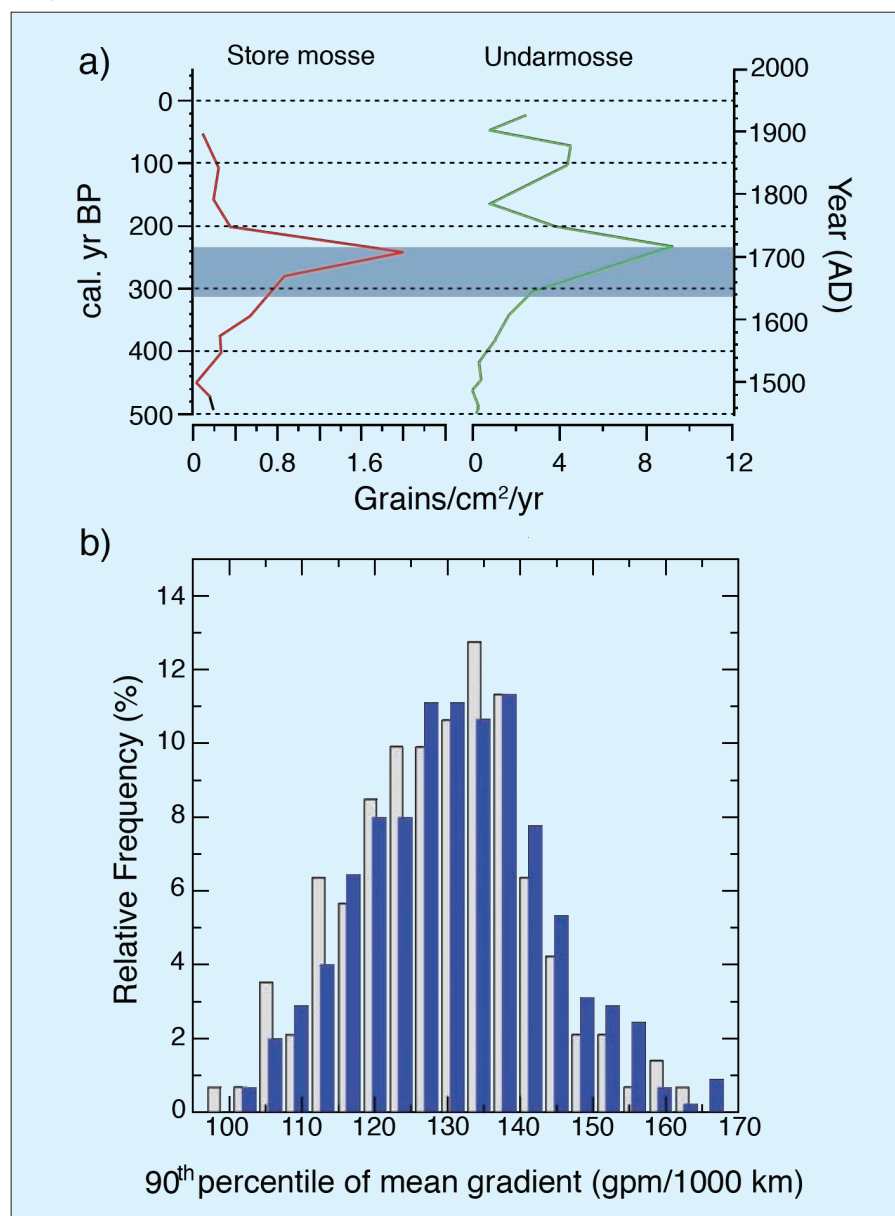 a)
Store mosse
Undarmosse
2000
0
1900
100
1800
200
1700
300
1600
400
1500
500
cal. yr BP
Year (AD)
0 0.8 1.6
0 4 8 12
Grains/cm²/yr
b)
14
12
10
8
6
4
2
0
Relative Frequency (%)
100 110 120 130 140 150 160 170
90th percentile of mean gradient (gpm/1000 km)